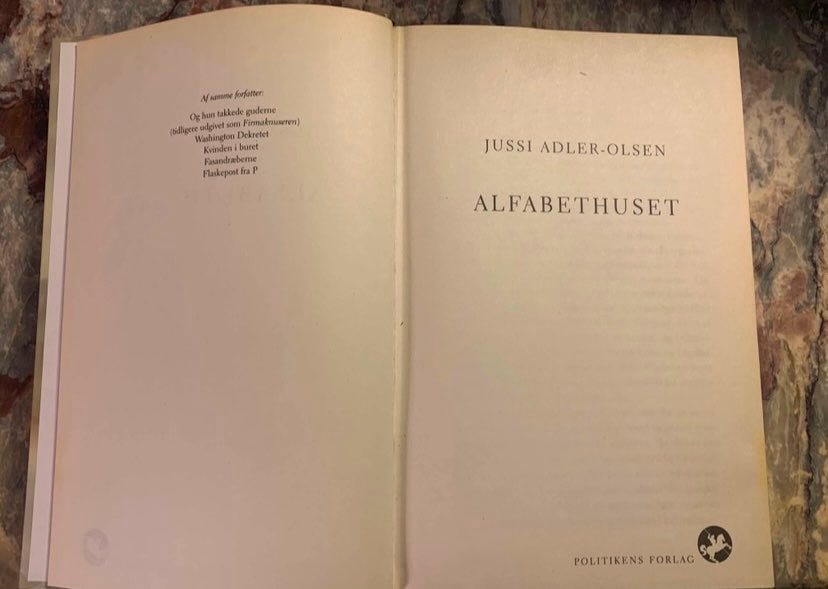 Af samme forfatter:
Og hun takkede guderne
(tidligere udgivet som Firmaknuseren)
Washington Dekretet
Kvinden i buret
Fasandræberne
Flaskepost fra P
JUSSI ADLER-OLSEN
ALFABETHUSET
POLITIKENS FORLAG